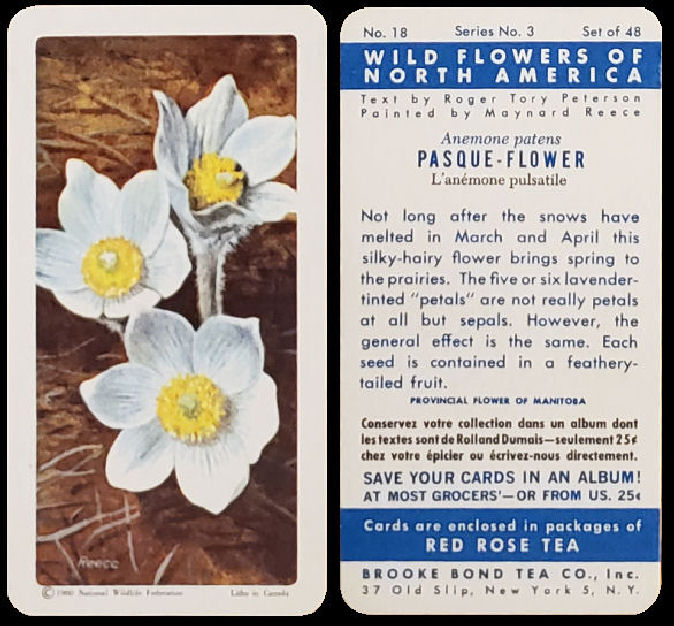 Reece
© 1960 National Wildlife Federation Litho in Canada
No. 18 Series No. 3 Set of 48
WILD FLOWERS OF
NORTH AMERICA
Text by Roger Tory Peterson
Painted by Maynard Reece
Anemone patens
PASQUE-FLOWER
L'anémone pulsatile
Not long after the snows have
melted in March and April this
silky-hairy flower brings spring to
the prairies. The five or six lavender-
tinted "petals" are not really petals
at all but sepals. However, the
general effect is the same. Each
seed is contained in a feathery-
tailed fruit.
PROVINCIAL FLOWER OF MANITOBA
Conservez votre collection dans un album dont
les textes sont de Rolland Dumais—seulement 25¢
chez votre épicier ou écrivez-nous directement.
SAVE YOUR CARDS IN AN ALBUM!
AT MOST GROCERS'—OR FROM US. 25¢
Cards are enclosed in packages of
RED ROSE TEA
BROOKE BOND TEA CO., Inc.
37 Old Slip, New York 5, N.Y.